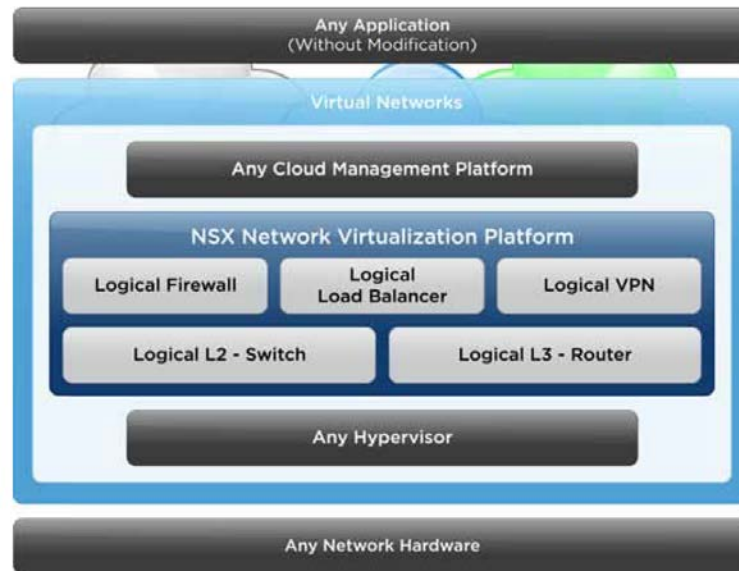 Any Application
(Without Modification)
Virtual Networks
Any Cloud Management Platform
NSX Network Virtualization Platform
Logical Firewall
Logical
Load Balancer
Logical VPN
Logical L2 - Switch
Logical L3 - Router
Any Hypervisor
Any Network Hardware